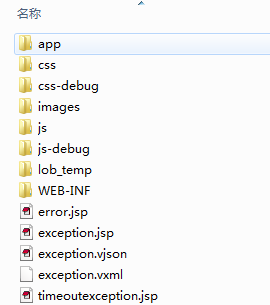 名称
app
css
css-debug
images
js
js-debug
lob_temp
WEB-INF
error.jsp
exception.jsp
exception.vjson
exception.vxml
timeoutexception.jsp